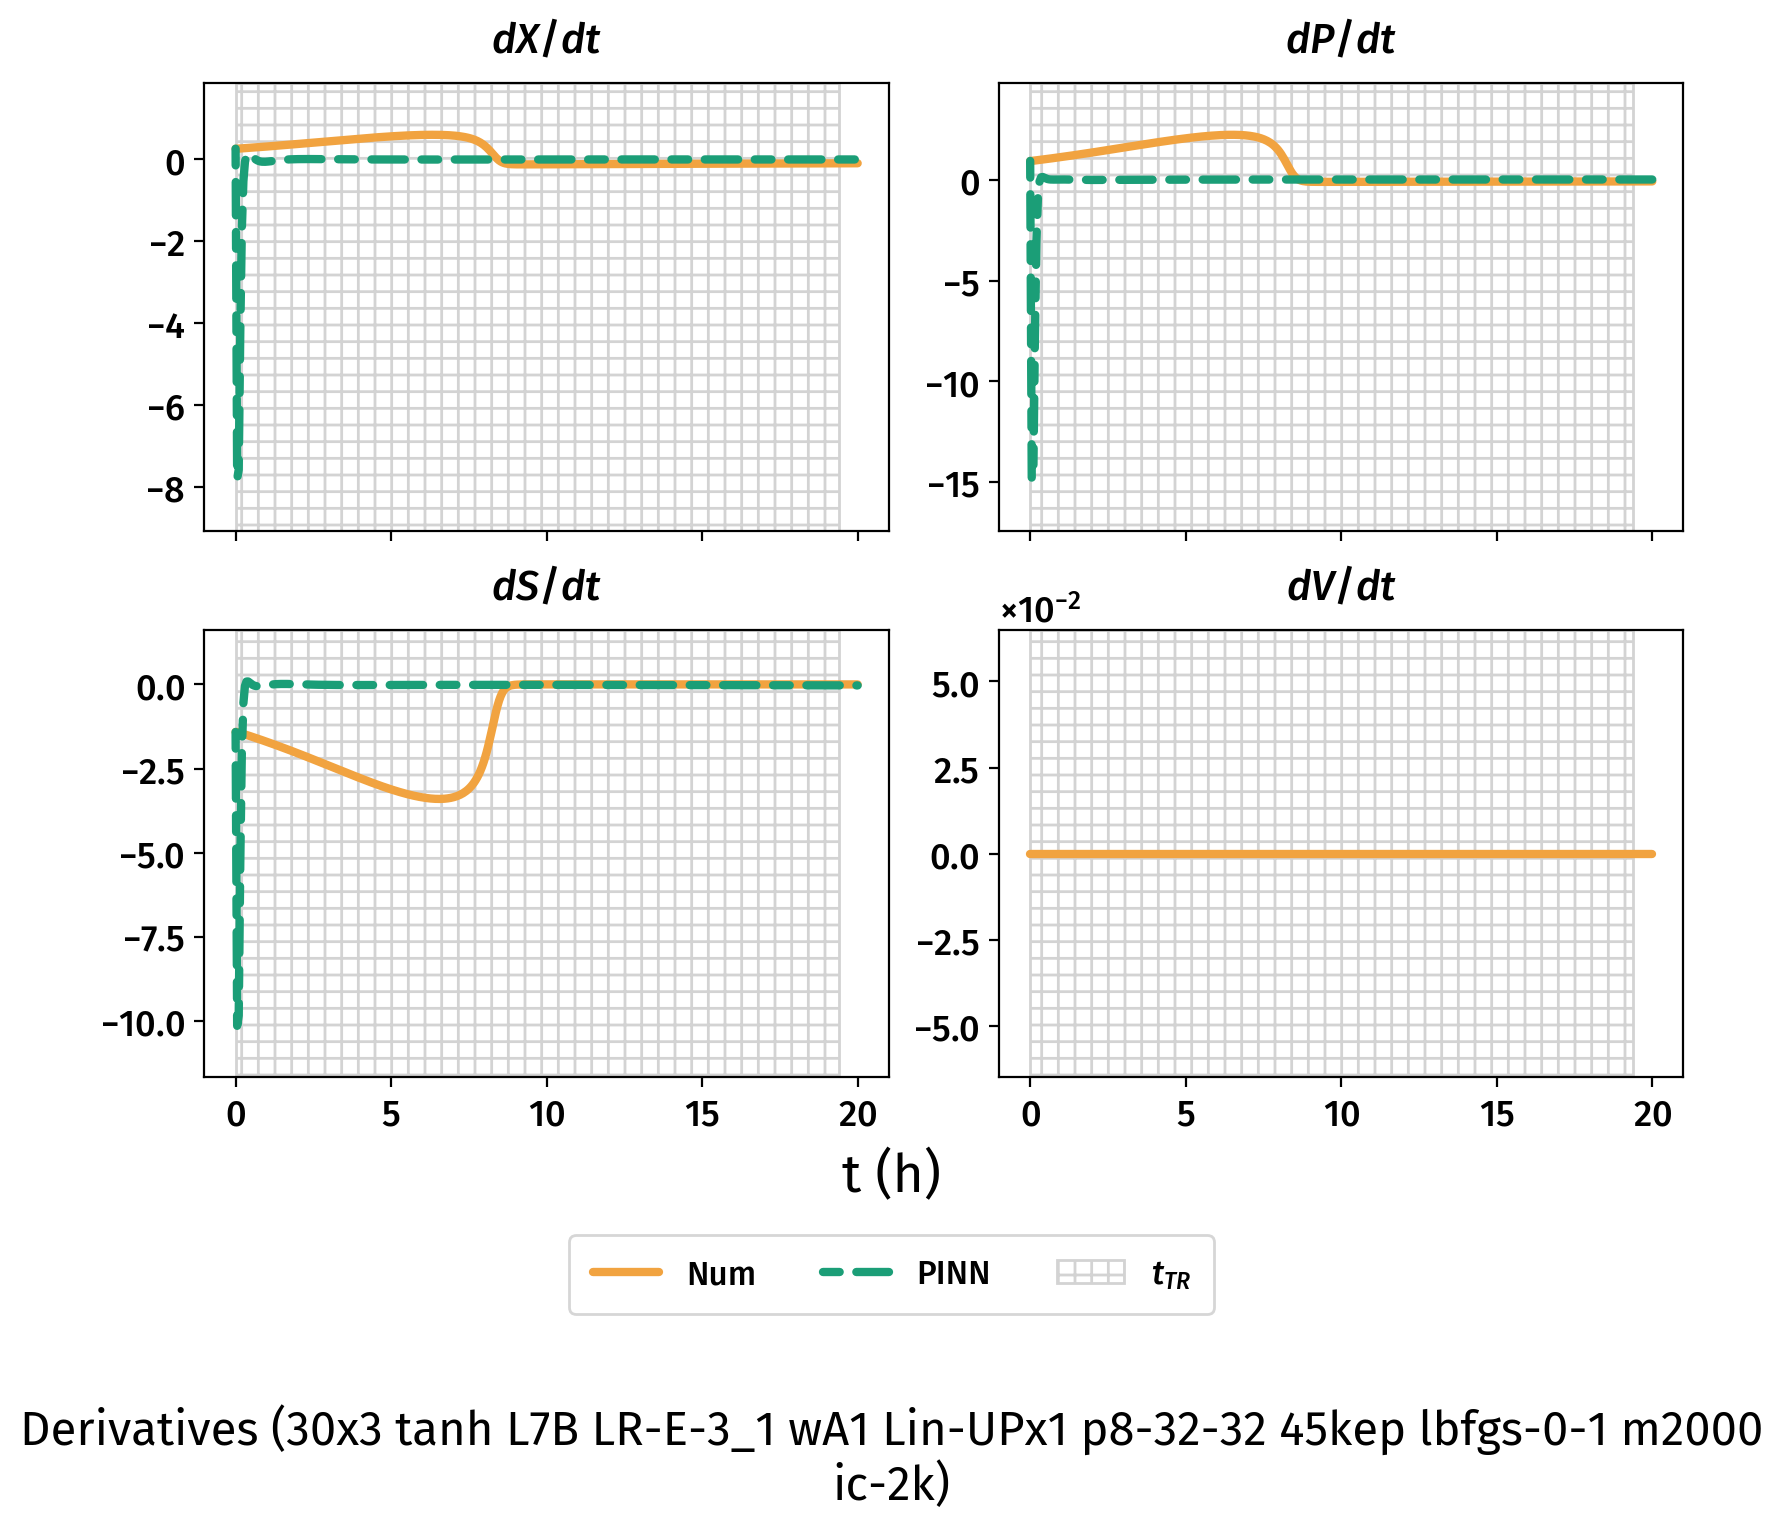 dX/dt
dP/dt
0
−2
−4
−6
−8
0
−5
−10
−15
dS/dt
dV/dt
×10⁻²
0.0
−2.5
−5.0
−7.5
−10.0
5.0
2.5
0.0
−2.5
−5.0
0 5 10 15 20
0 5 10 15 20
t (h)
Num PINN t_TR
Derivatives (30x3 tanh L7B LR-E-3_1 wA1 Lin-UPx1 p8-32-32 45kep lbfgs-0-1 m2000
ic-2k)